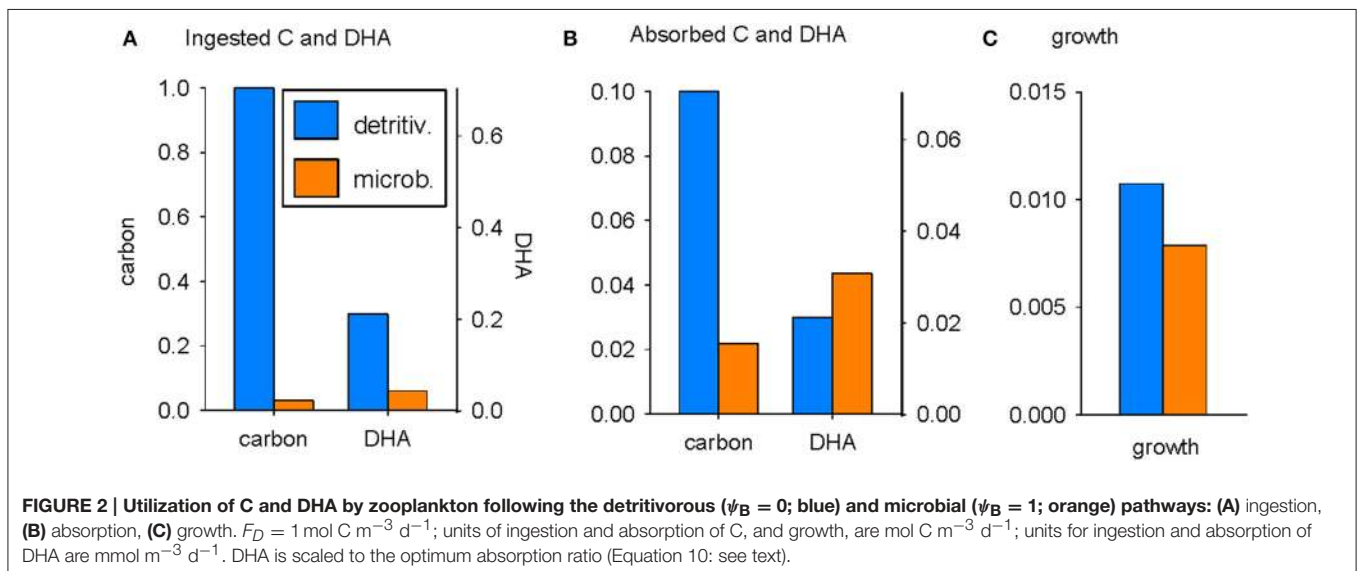 A Ingested C and DHA
1.0
0.8
0.6
0.4
0.2
0.0
carbon
detritiv.
microb.
0.6
0.4
0.2
0.0
DHA
carbon DHA
B Absorbed C and DHA
0.10
0.08
0.06
0.04
0.02
0.00
0.06
0.04
0.02
0.00
carbon DHA
C growth
0.015
0.010
0.005
0.000
growth
FIGURE 2 | Utilization of C and DHA by zooplankton following the detritivorous (ψB = 0; blue) and microbial (ψB = 1; orange) pathways: (A) ingestion,
(B) absorption, (C) growth. FD = 1 mol C m−3 d−1; units of ingestion and absorption of C, and growth, are mol C m−3 d−1; units for ingestion and absorption of
DHA are mmol m−3 d−1. DHA is scaled to the optimum absorption ratio (Equation 10: see text).